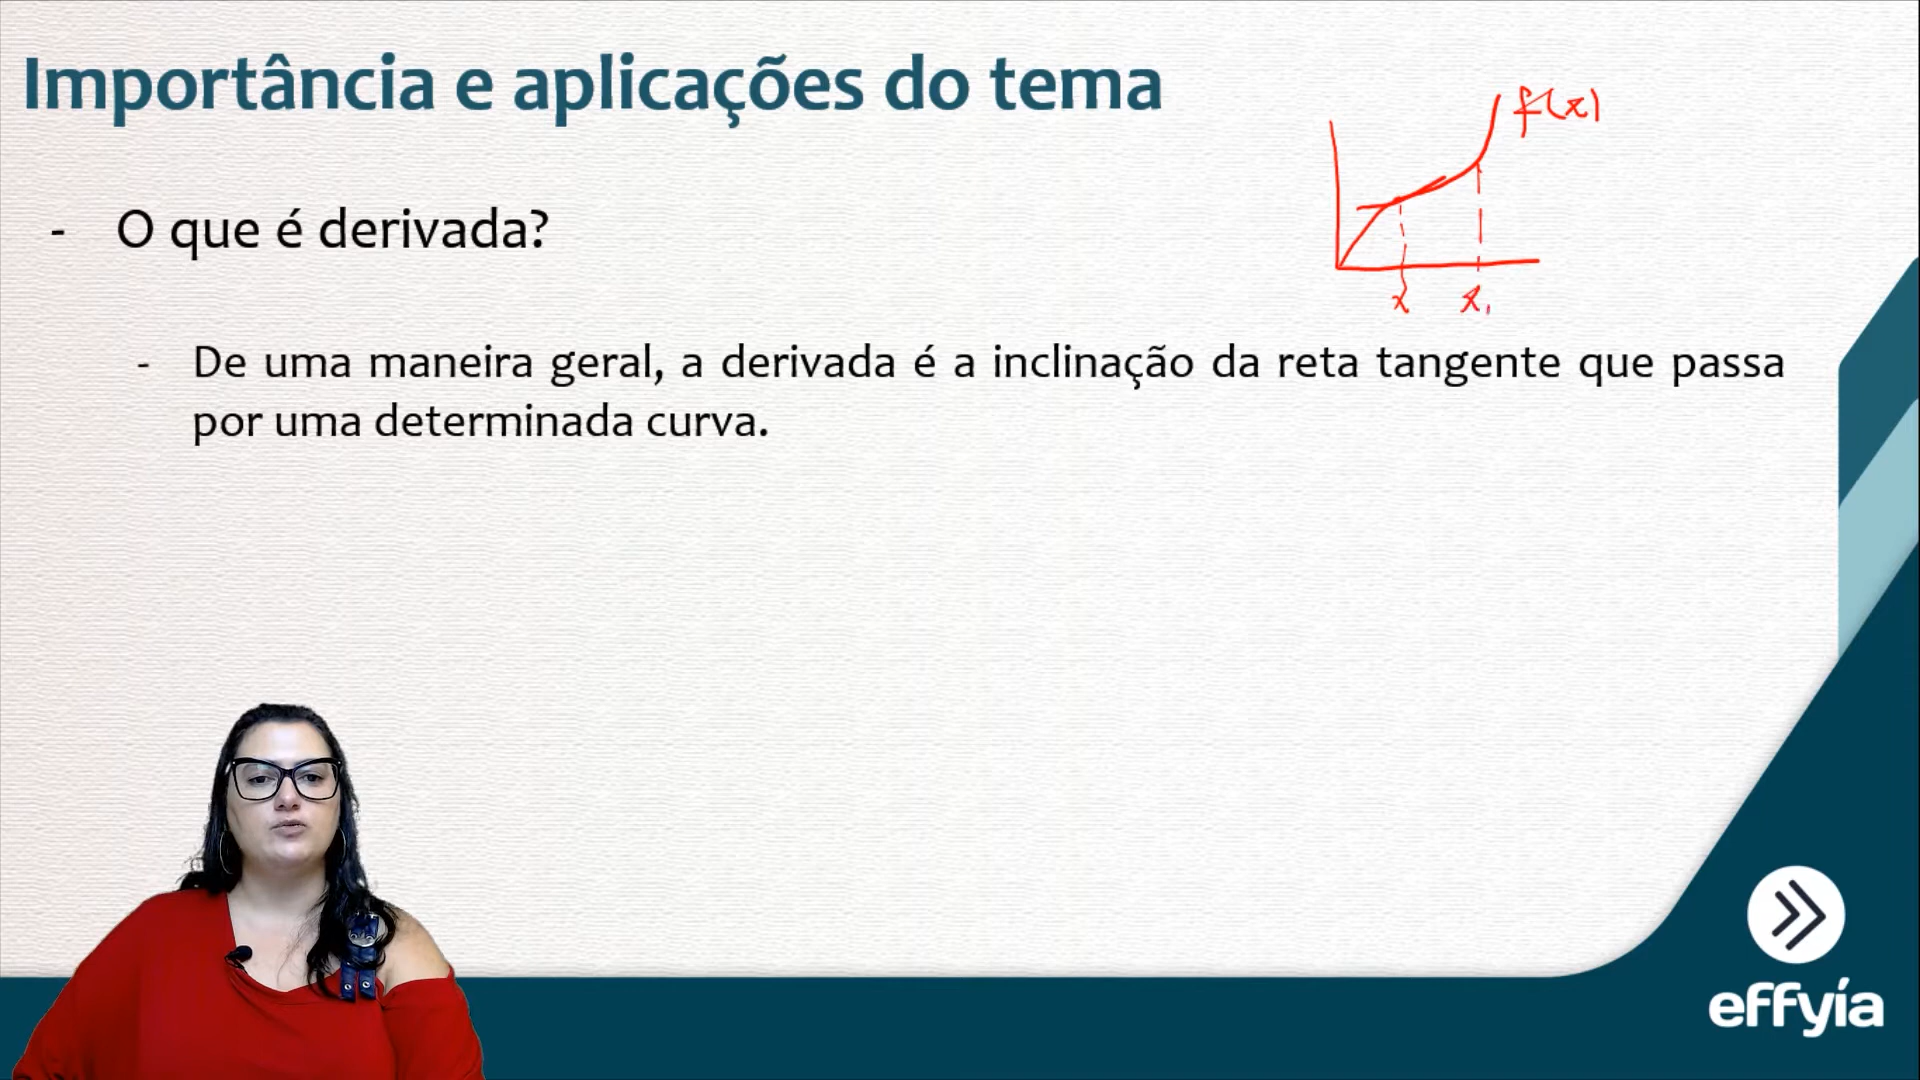 Importância e aplicações do tema
f(x)
- O que é derivada?
x x₁
- De uma maneira geral, a derivada é a inclinação da reta tangente que passa
por uma determinada curva.
effyía